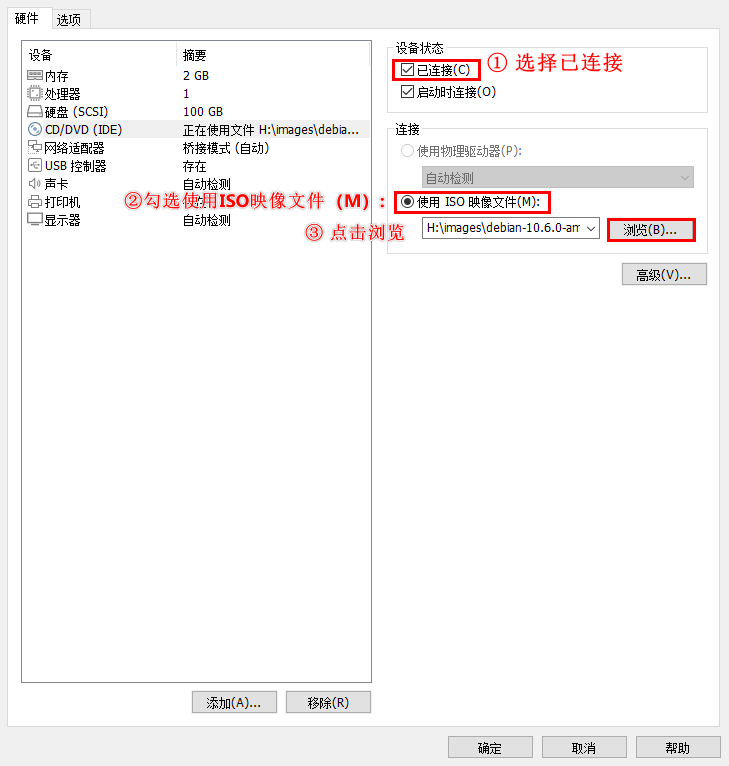 硬件 选项
设备 摘要
内存 2 GB
处理器 1
硬盘 (SCSI) 100 GB
CD/DVD (IDE) 正在使用文件 H:\images\debia...
网络适配器 桥接模式 (自动)
USB 控制器 存在
声卡 自动检测
打印机
显示器 自动检测
添加(A)... 移除(R)
设备状态
已连接(C)
① 选择已连接
启动时连接(O)
连接
使用物理驱动器(P):
自动检测
②勾选使用ISO映像文件（M）:
使用 ISO 映像文件(M):
③ 点击浏览
H:\images\debian-10.6.0-am
浏览(B)...
高级(V)...
确定 取消 帮助